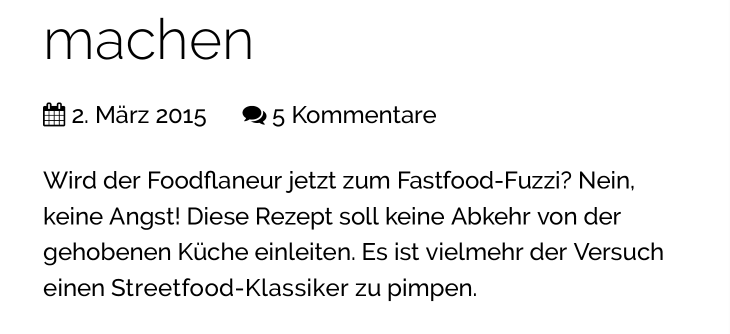 machen
2. März 2015 5 Kommentare
Wird der Foodflaneur jetzt zum Fastfood-Fuzzi? Nein,
keine Angst! Diese Rezept soll keine Abkehr von der
gehobenen Küche einleiten. Es ist vielmehr der Versuch
einen Streetfood-Klassiker zu pimpen.